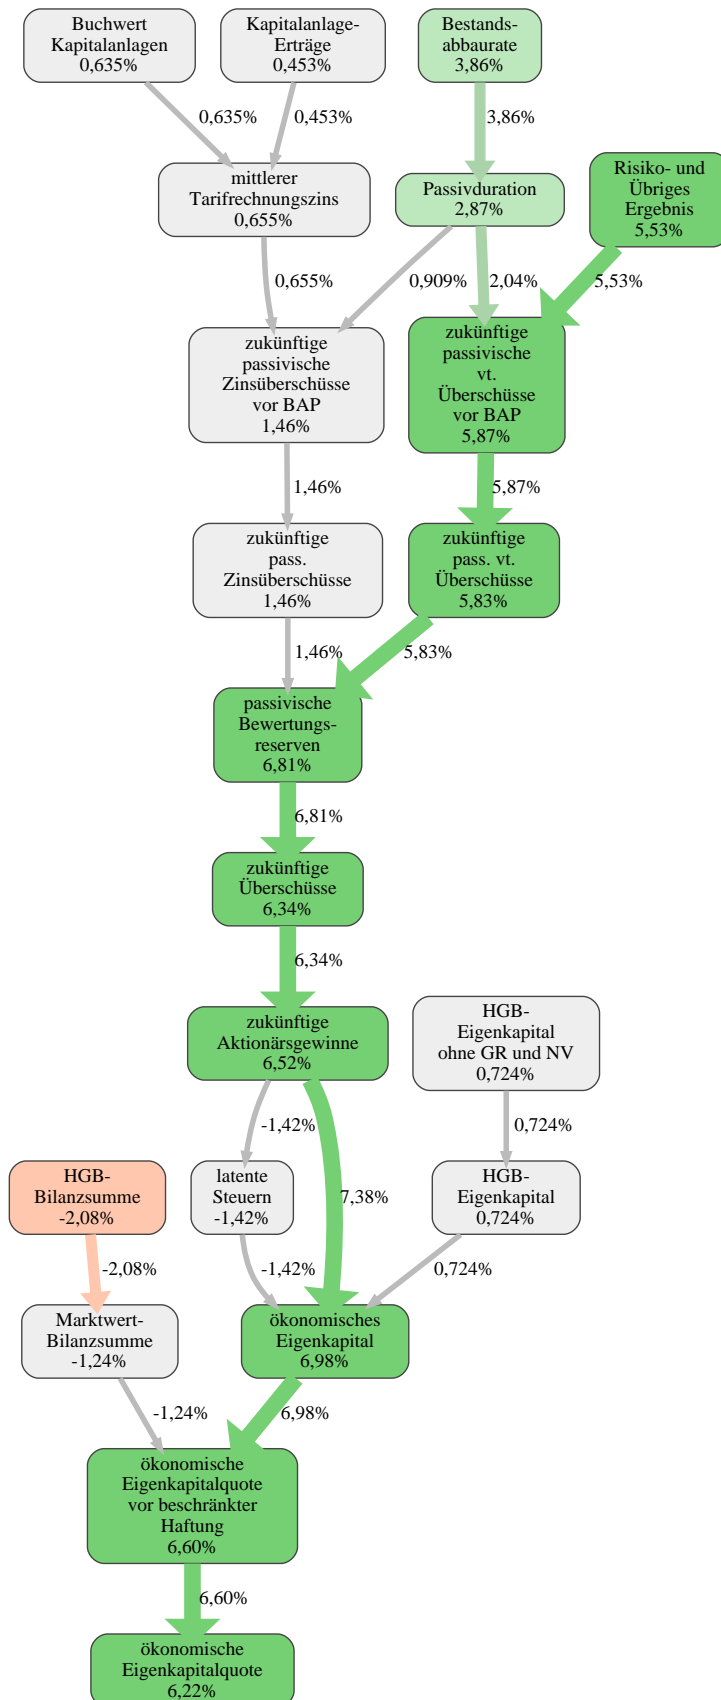 Buchwert
Kapitalanlagen
0,635%
Kapitalanlage-
Erträge
0,453%
Bestands-
abbaurate
3,86%
0,635%
0,453%
3,86%
mittlerer
Tarifrechnungszins
0,655%
Passivduration
2,87%
Risiko- und
Übriges
Ergebnis
5,53%
0,655%
0,909%
2,04%
5,53%
zukünftige
passivische
Zinsüberschüsse
vor BAP
1,46%
zukünftige
passivische
vt.
Überschüsse
vor BAP
5,87%
1,46%
5,87%
zukünftige
pass.
Zinsüberschüsse
1,46%
zukünftige
pass. vt.
Überschüsse
5,83%
1,46%
5,83%
passivische
Bewertungs-
reserven
6,81%
6,81%
zukünftige
Überschüsse
6,34%
6,34%
zukünftige
Aktionärsgewinne
6,52%
HGB-
Eigenkapital
ohne GR und NV
0,724%
-1,42%
7,38%
0,724%
HGB-
Bilanzsumme
-2,08%
latente
Steuern
-1,42%
HGB-
Eigenkapital
0,724%
-2,08%
-1,42%
0,724%
Marktwert-
Bilanzsumme
-1,24%
ökonomisches
Eigenkapital
6,98%
-1,24%
6,98%
ökonomische
Eigenkapitalquote
vor beschränkter
Haftung
6,60%
6,60%
ökonomische
Eigenkapitalquote
6,22%